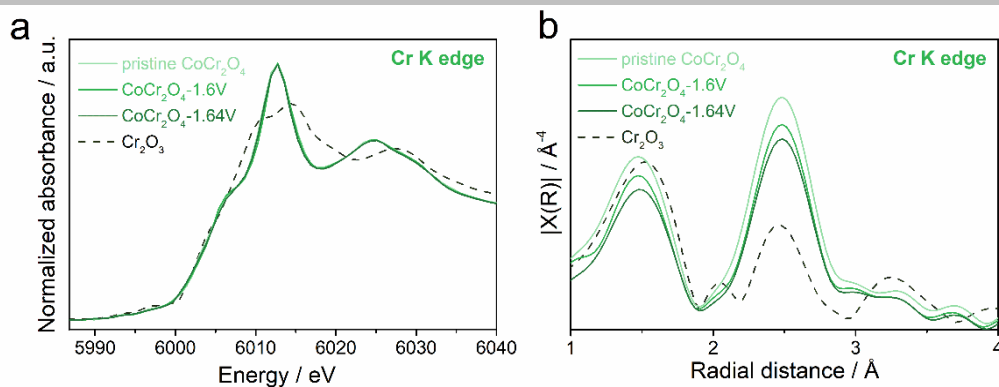 a
Normalized absorbance / a.u.
pristine CoCr₂O₄
CoCr₂O₄-1.6V
CoCr₂O₄-1.64V
Cr₂O₃
Cr K edge
5990 6000 6010 6020 6030 6040
Energy / eV
b
|X(R)| / Å⁻⁴
pristine CoCr₂O₄
CoCr₂O₄-1.6V
CoCr₂O₄-1.64V
Cr₂O₃
Cr K edge
1 2 3 4
Radial distance / Å